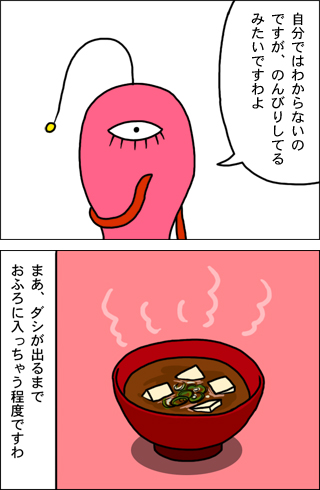 自分ではわからないの
ですが、のんびりしてる
みたいですわよ
まあ、ダシが出るまで
おふろに入っちゃう程度ですわ